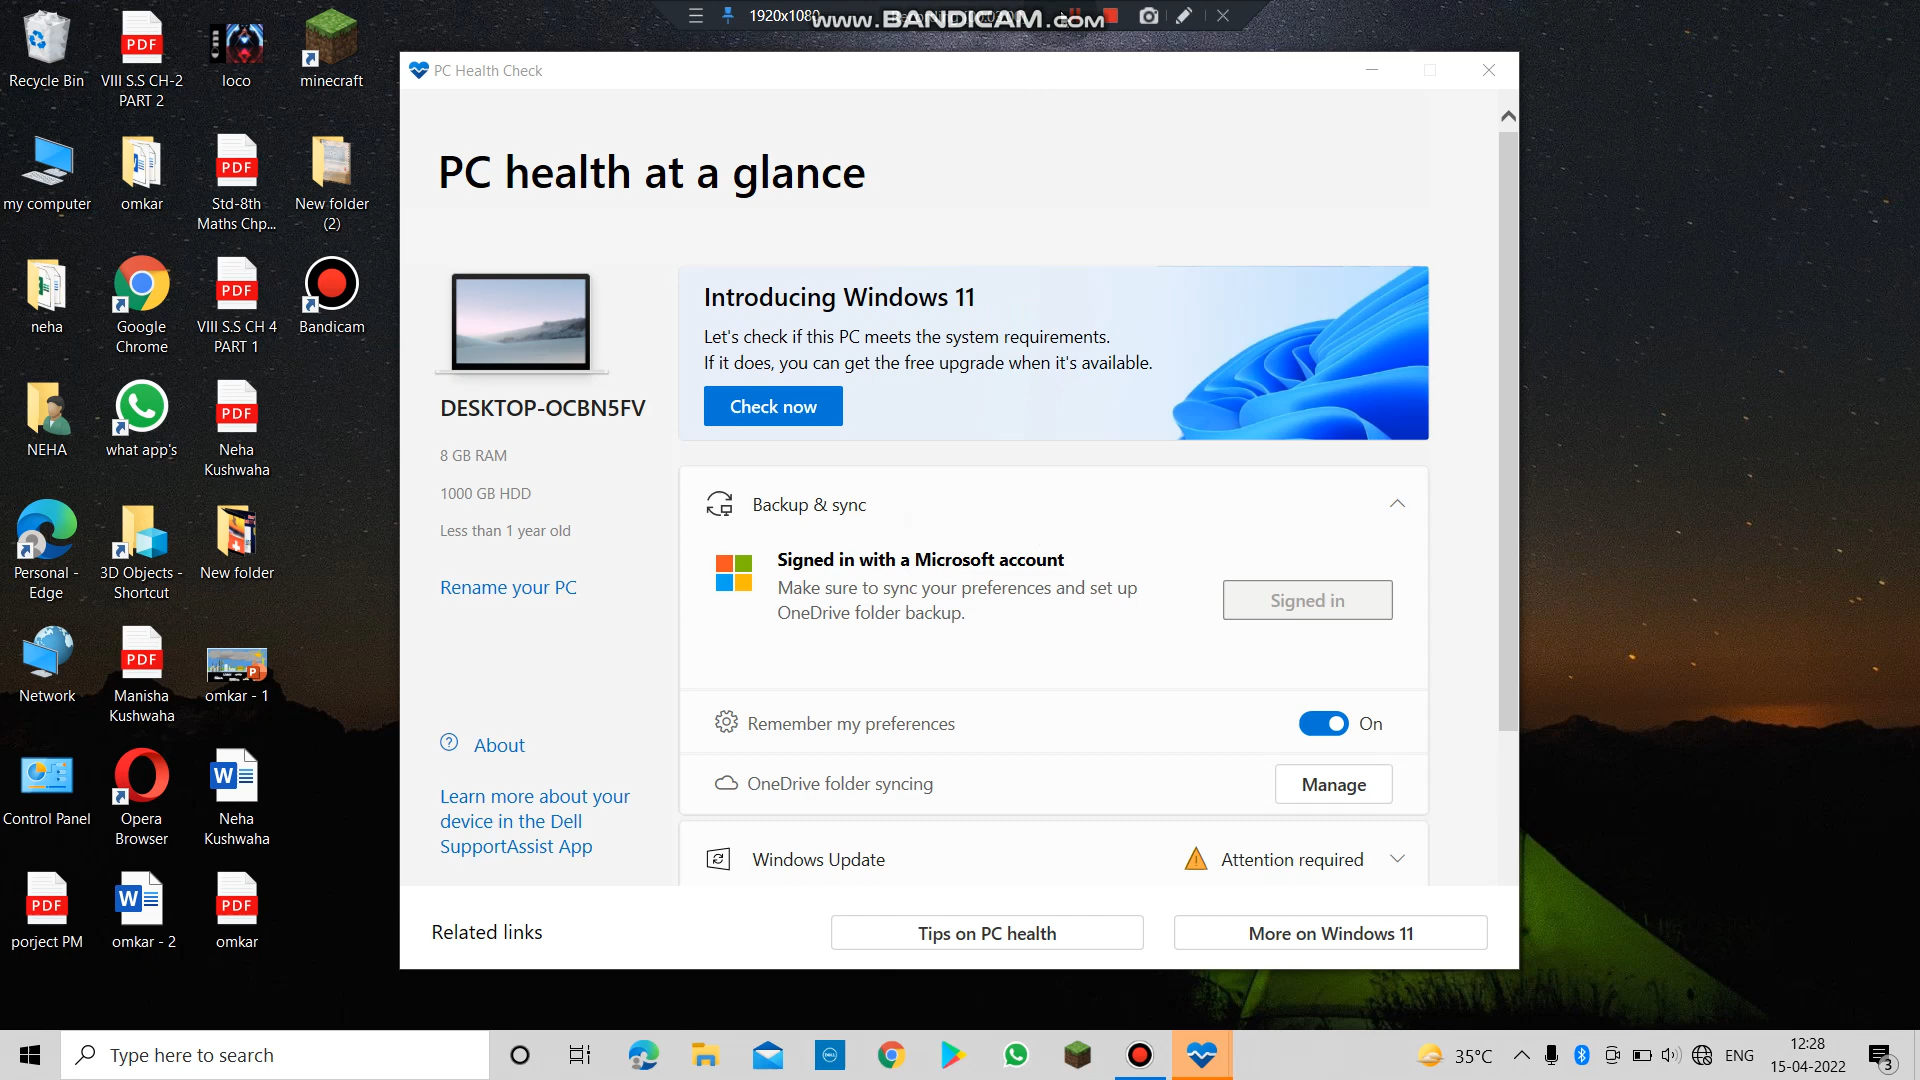 1920x1080
www.BANDICAM.com
Recycle Bin
VIII S.S CH-2
PART 2
loco
minecraft
my computer
omkar
Std-8th
Maths Chp...
New folder
(2)
neha
Google
Chrome
VIII S.S CH 4
PART 1
Bandicam
NEHA
what app's
Neha
Kushwaha
Personal -
Edge
3D Objects -
Shortcut
New folder
Network
Manisha
Kushwaha
omkar - 1
Control Panel
Opera
Browser
Neha
Kushwaha
porject PM
omkar - 2
omkar
PDF
PDF
PDF
PDF
PDF
PDF
PDF
PC Health Check
PC health at a glance
DESKTOP-OCBN5FV
8 GB RAM
1000 GB HDD
Less than 1 year old
Rename your PC
About
Learn more about your
device in the Dell
SupportAssist App
Introducing Windows 11
Let's check if this PC meets the system requirements.
If it does, you can get the free upgrade when it's available.
Check now
Backup & sync
Signed in with a Microsoft account
Make sure to sync your preferences and set up
OneDrive folder backup.
Signed in
Remember my preferences
On
OneDrive folder syncing
Manage
Windows Update
Attention required
Related links
Tips on PC health
More on Windows 11
Type here to search
DELL
35°C
ENG
12:28
15-04-2022
3